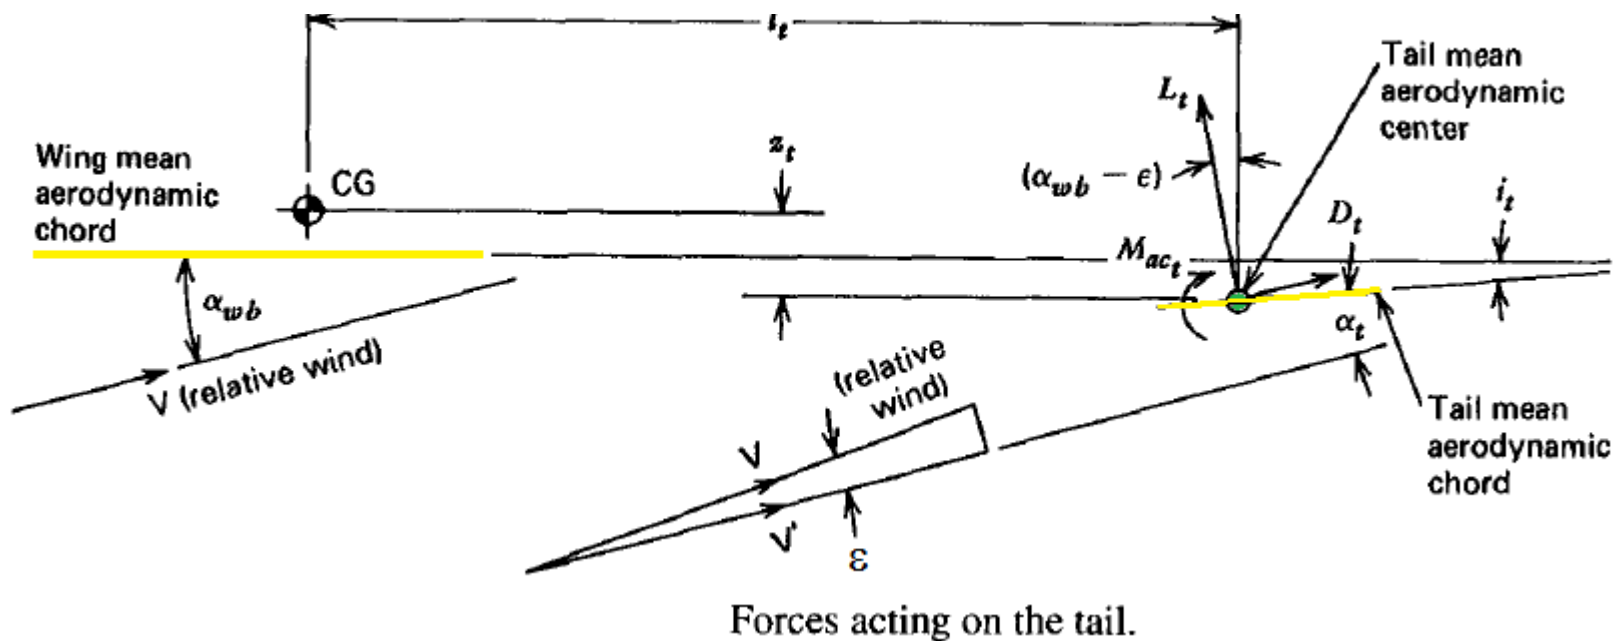 l_t
Tail mean
aerodynamic
center
L_t
Wing mean
aerodynamic
chord
CG
z_t
(α_wb − ϵ)
i_t
D_t
M_ac_t
α_wb
V (relative wind)
α_t
(relative
wind)
V
V'
ε
Tail mean
aerodynamic
chord
Forces acting on the tail.